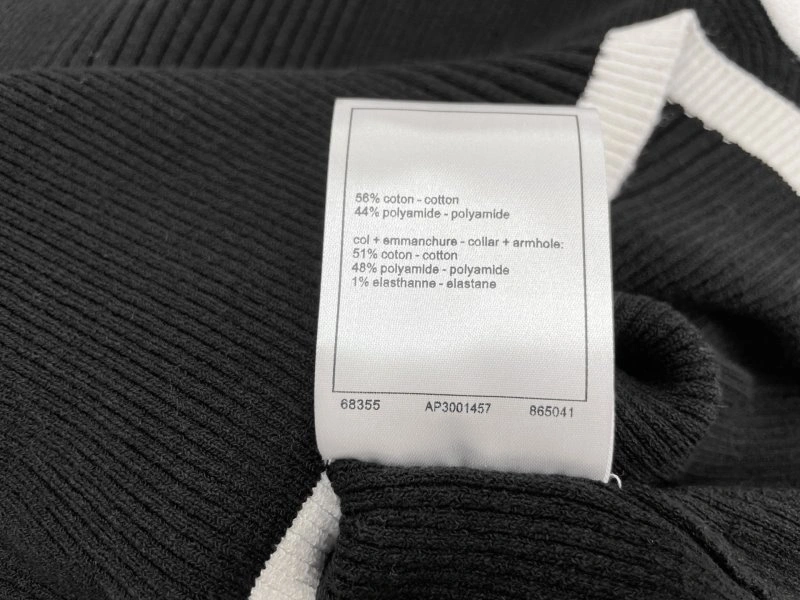 56% coton - cotton
44% polyamide - polyamide
col + emmanchure - collar + armhole:
51% coton - cotton
48% polyamide - polyamide
1% elasthanne - elastane
68355 AP3001457 865041